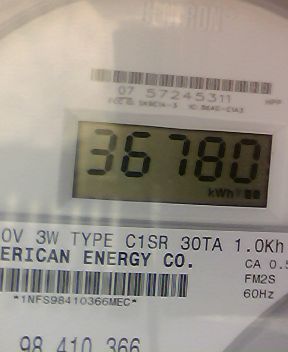 07 57245311
36780
kWh
0V 3W TYPE C1SR 30TA 1.0Kh
ERICAN ENERGY CO.
CA 0.5
FM2S
*1NFS98410366MEC*
60Hz
98 410 366